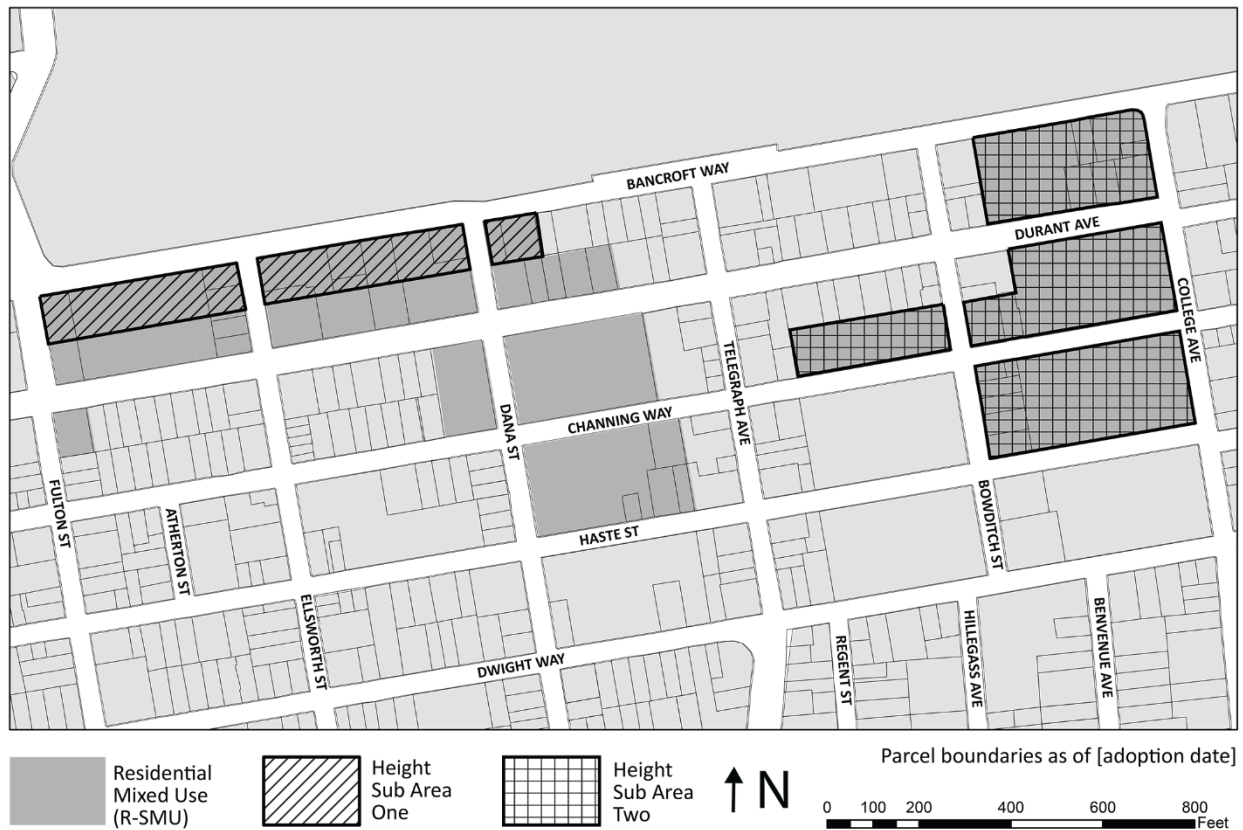 BANCROFT WAY
DURANT AVE
COLLEGE AVE
TELEGRAPH AVE
DANA ST
CHANNING WAY
FULTON ST
ATHERTON ST
HASTE ST
BOWDITCH ST
ELLSWORTH ST
DWIGHT WAY
REGENT ST
HILLEGASS AVE
BENVENUE AVE
Residential
Mixed Use
(R-SMU)
Height
Sub Area
One
Height
Sub Area
Two
N
Parcel boundaries as of [adoption date]
0 100 200 400 600 800
Feet